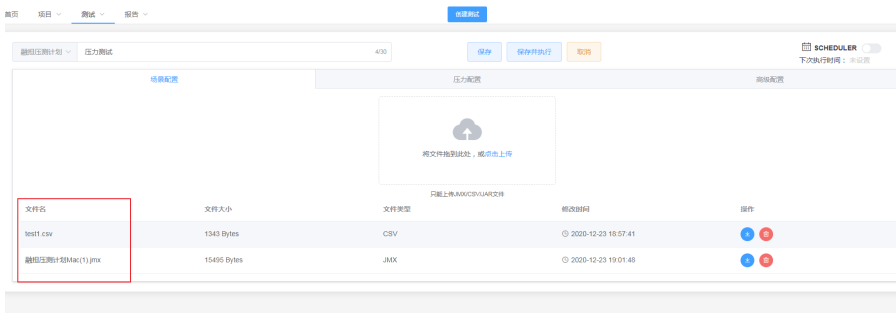 首页 项目 测试 报告 创建测试
融担压测计划 压力测试 4/30 保存 保存并执行 取消 SCHEDULER
下次执行时间： 未设置
场景配置 压力配置 高级配置
将文件拖到此处，或点击上传
只能上传JMX/CSV/JAR文件
文件名 文件大小 文件类型 修改时间 操作
test1.csv 1343 Bytes CSV 2020-12-23 18:57:41
融担压测计划Mac(1).jmx 15495 Bytes JMX 2020-12-23 19:01:48